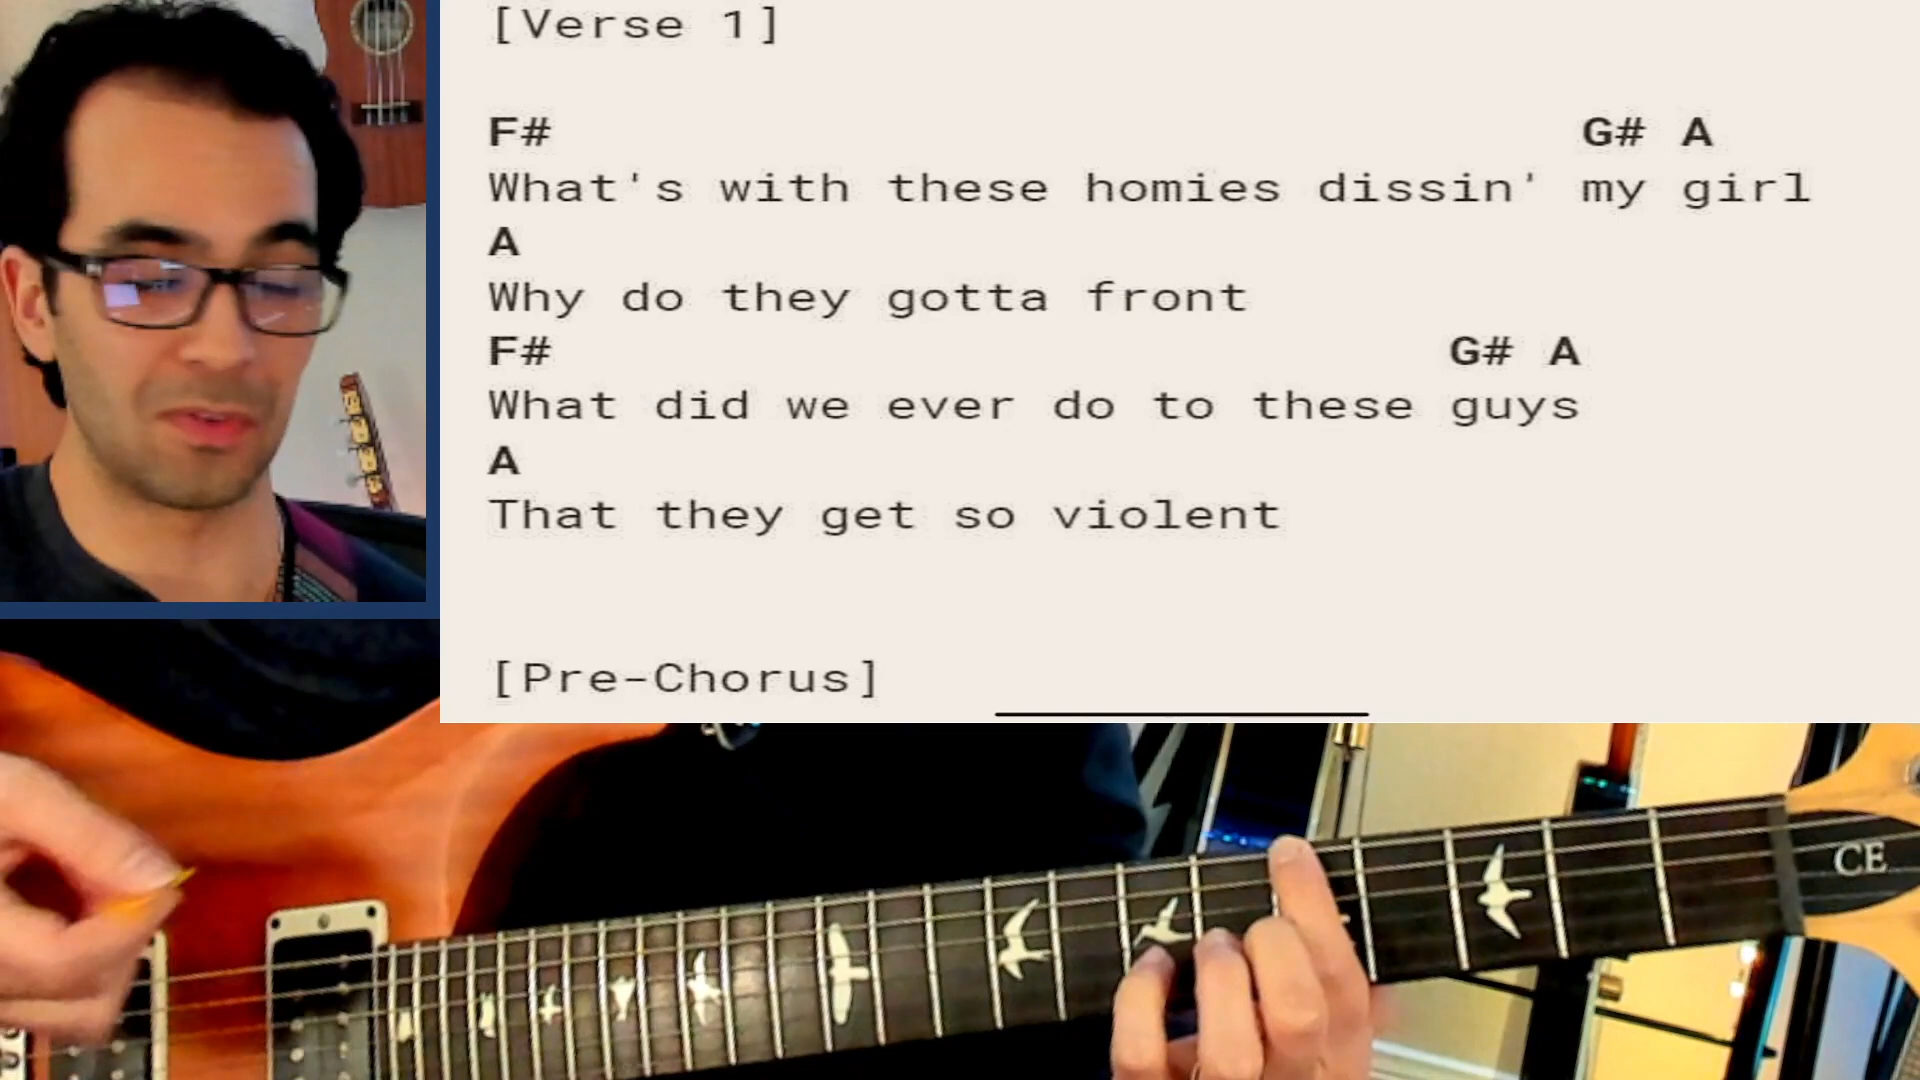 [Verse 1]
F# G# A
What's with these homies dissin' my girl
A
Why do they gotta front
F# G# A
What did we ever do to these guys
A
That they get so violent
[Pre-Chorus]
CE